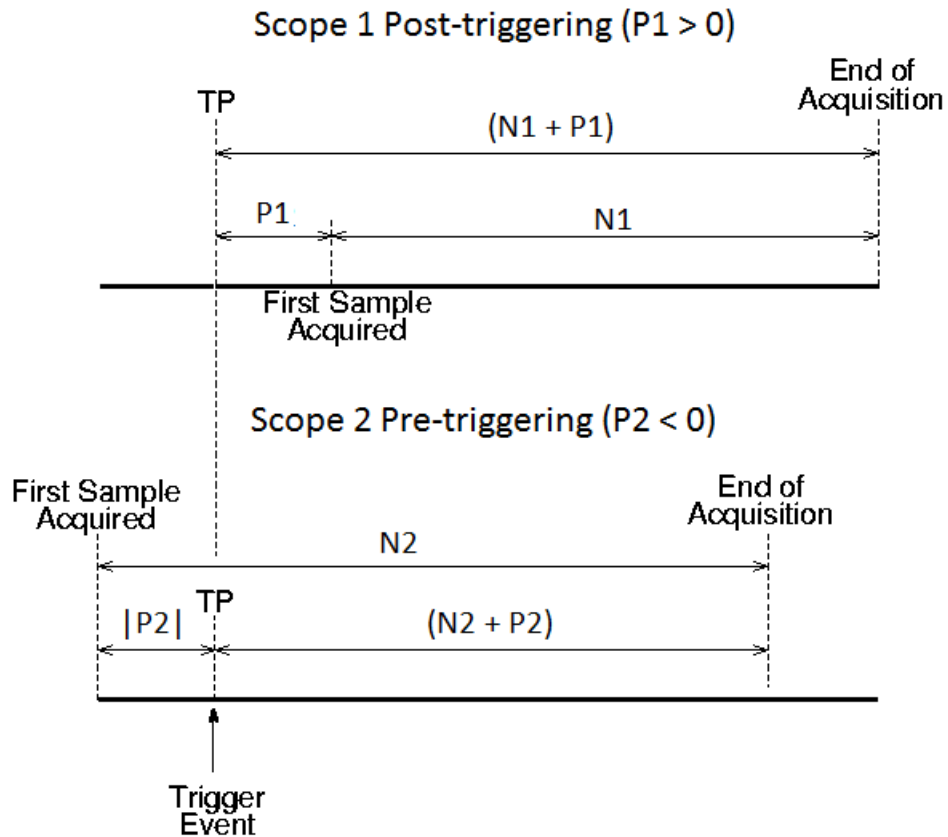 Scope 1 Post-triggering (P1 > 0)
TP
End of
Acquisition
(N1 + P1)
P1
N1
First Sample
Acquired
Scope 2 Pre-triggering (P2 < 0)
First Sample
Acquired
End of
Acquisition
N2
|P2|
TP
(N2 + P2)
Trigger
Event